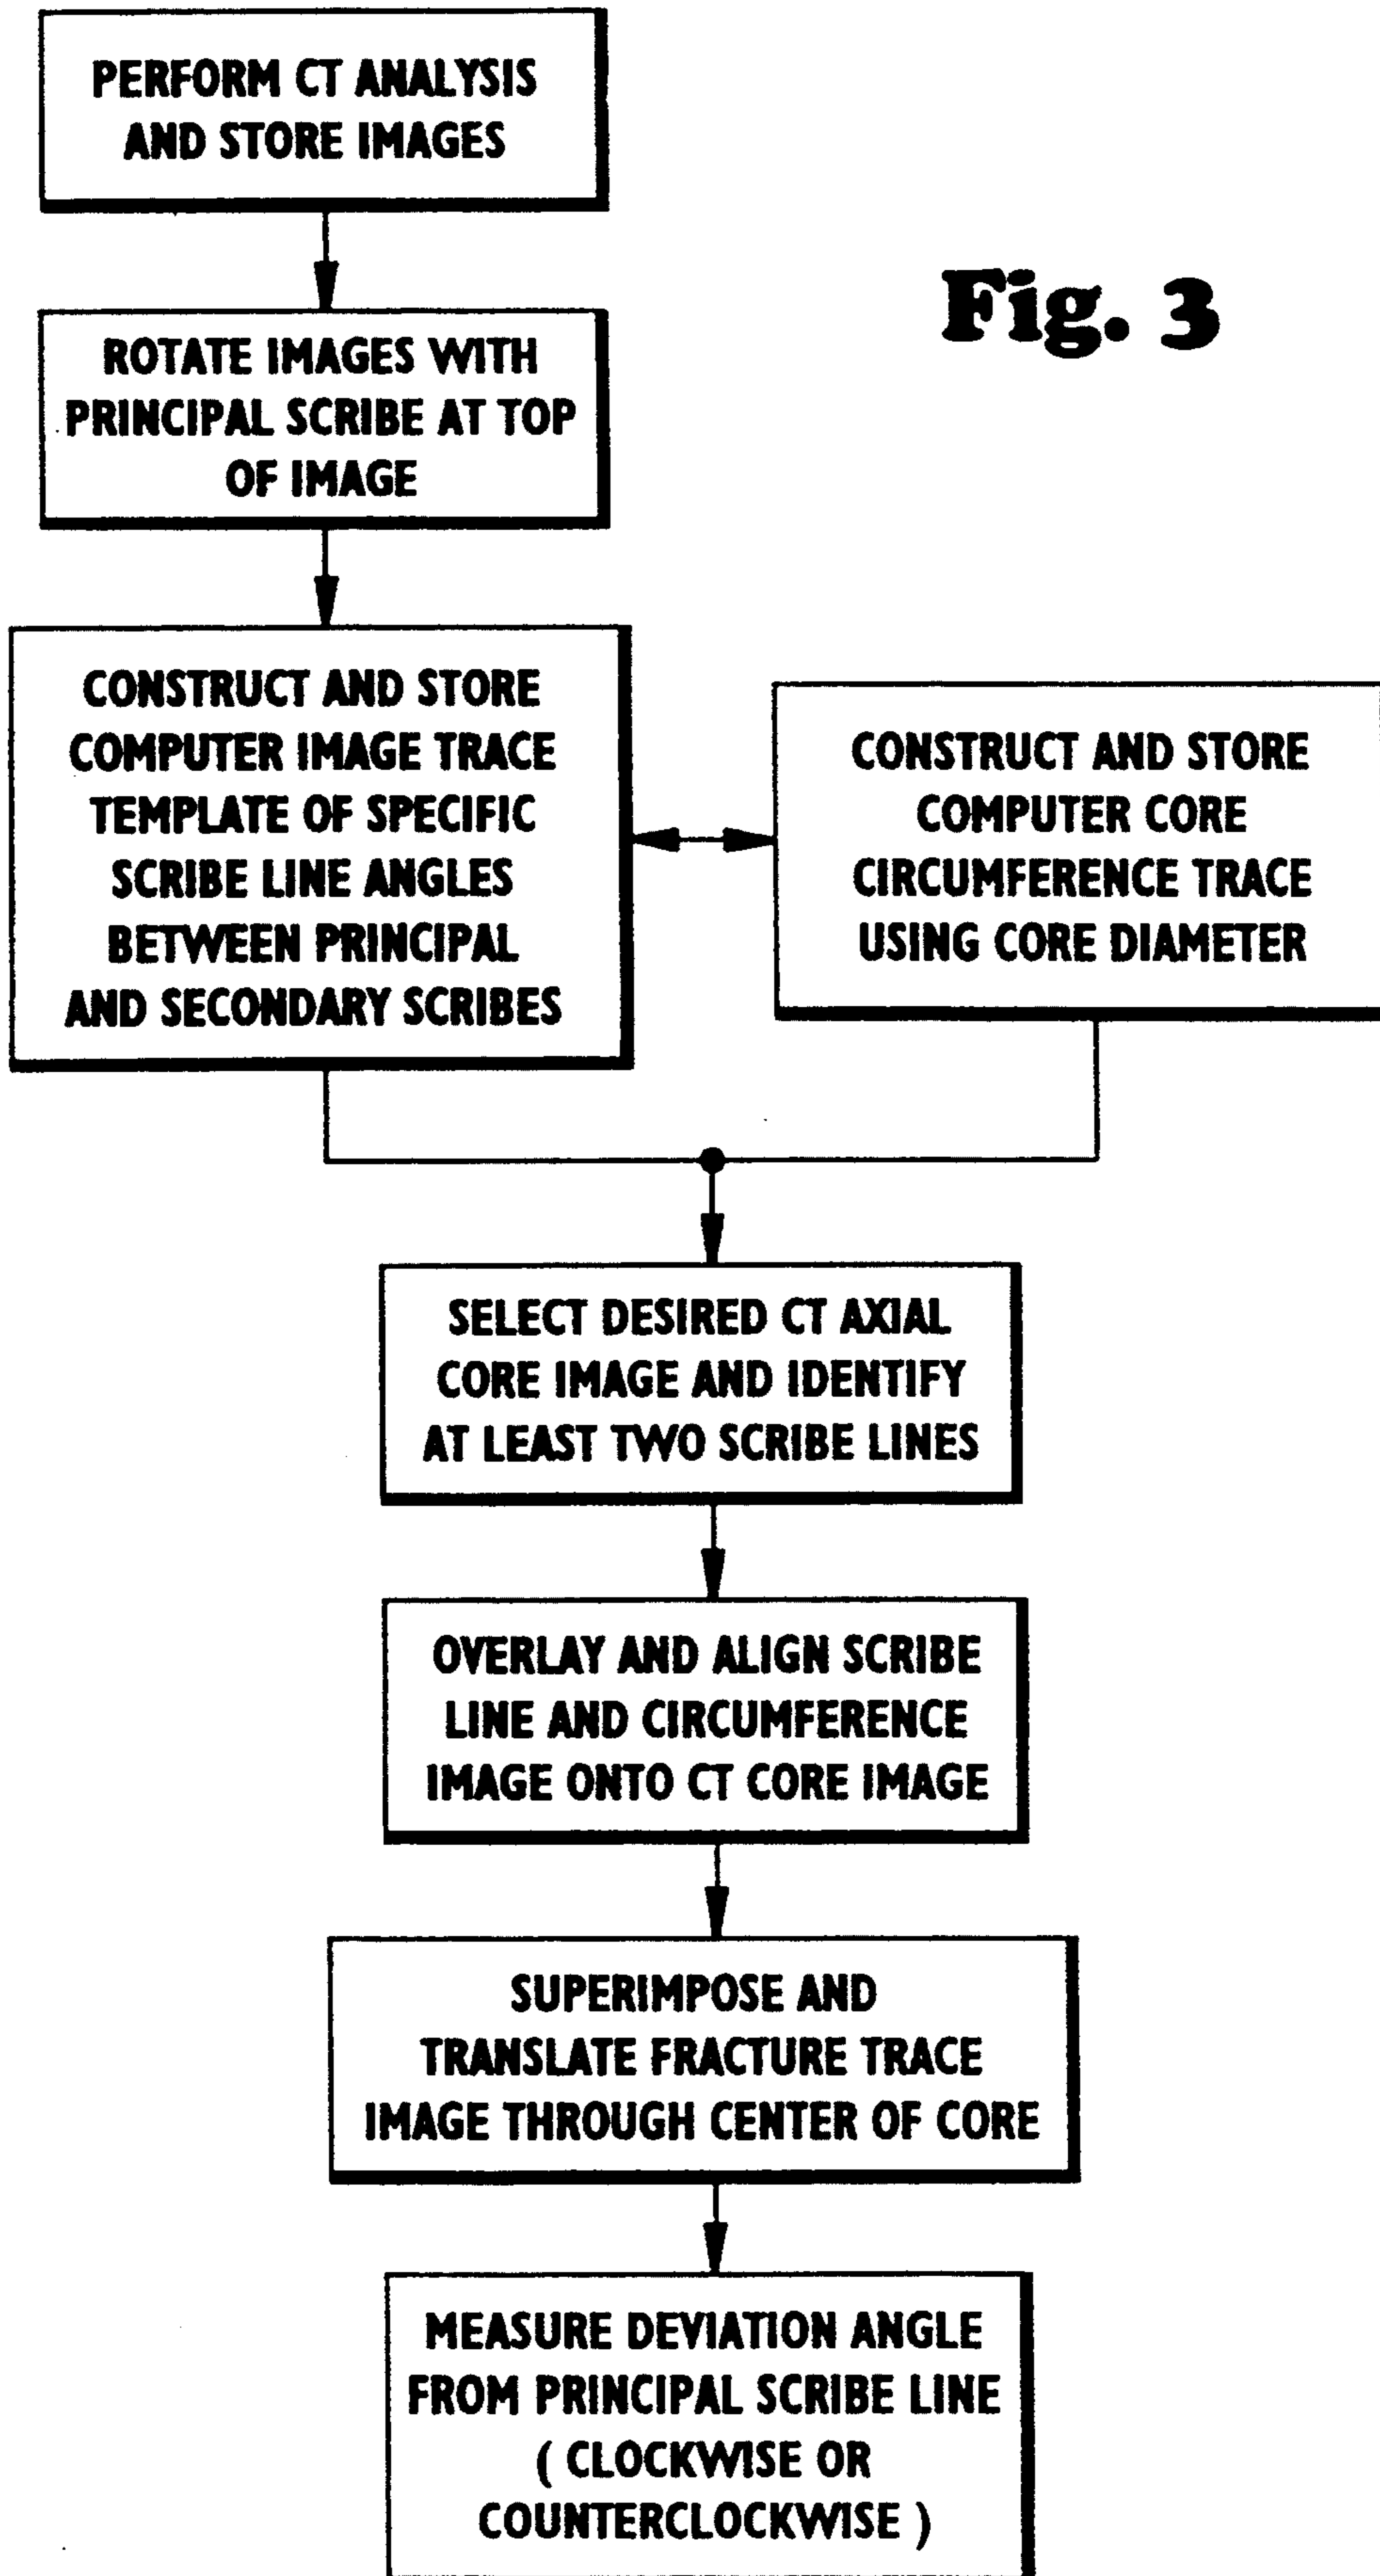 PERFORM CT ANALYSIS
AND STORE IMAGES
Fig. 3
ROTATE IMAGES WITH
PRINCIPAL SCRIBE AT TOP
OF IMAGE
CONSTRUCT AND STORE
COMPUTER IMAGE TRACE
TEMPLATE OF SPECIFIC
SCRIBE LINE ANGLES
BETWEEN PRINCIPAL
AND SECONDARY SCRIBES
CONSTRUCT AND STORE
COMPUTER CORE
CIRCUMFERENCE TRACE
USING CORE DIAMETER
SELECT DESIRED CT AXIAL
CORE IMAGE AND IDENTIFY
AT LEAST TWO SCRIBE LINES
OVERLAY AND ALIGN SCRIBE
LINE AND CIRCUMFERENCE
IMAGE ONTO CT CORE IMAGE
SUPERIMPOSE AND
TRANSLATE FRACTURE TRACE
IMAGE THROUGH CENTER OF CORE
MEASURE DEVIATION ANGLE
FROM PRINCIPAL SCRIBE LINE
( CLOCKWISE OR
COUNTERCLOCKWISE )